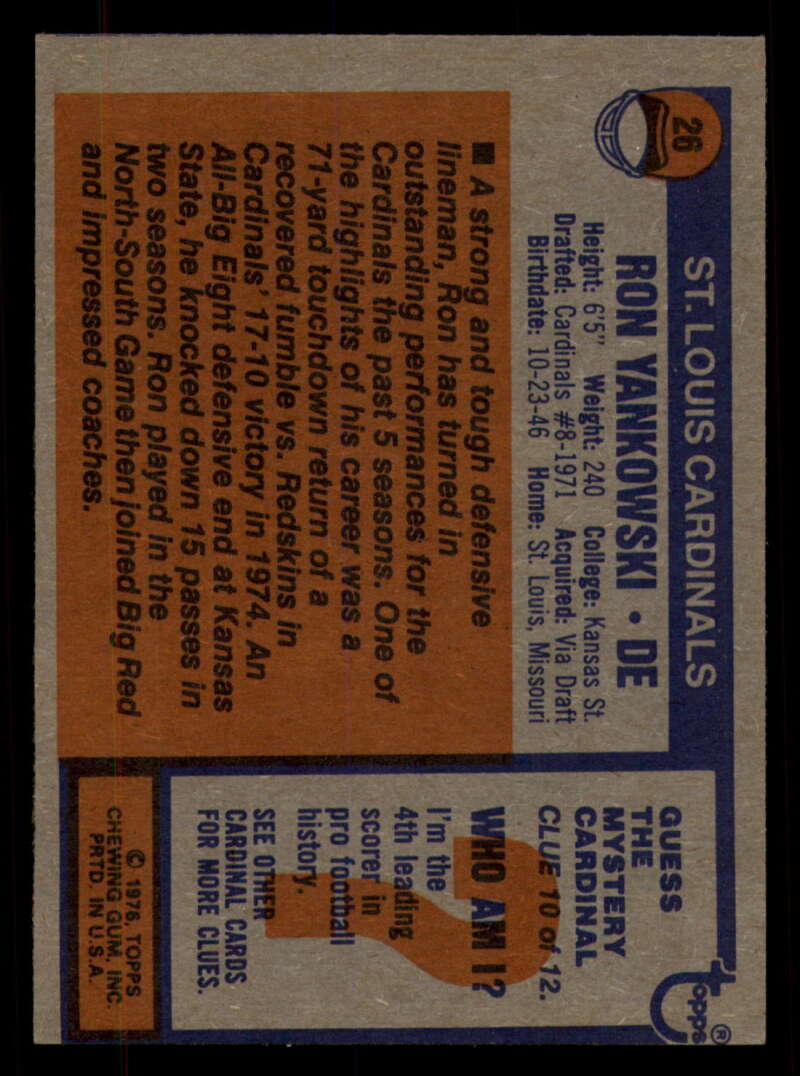 26
ST. LOUIS CARDINALS
RON YANKOWSKI • DE
Height: 6'5" Weight: 240 College: Kansas St.
Drafted: Cardinals #8-1971 Acquired: Via Draft
Birthdate: 10-23-46 Home: St. Louis, Missouri
■ A strong and tough defensive
lineman, Ron has turned in
outstanding performances for the
Cardinals the past 5 seasons. One of
the highlights of his career was a
71-yard touchdown return of a
recovered fumble vs. Redskins in
Cardinals' 17-10 victory in 1974. An
All-Big Eight defensive end at Kansas
State, he knocked down 15 passes in
two seasons. Ron played in the
North-South Game then joined Big Red
and impressed coaches.
topps®
GUESS
THE
MYSTERY
CARDINAL
CLUE 10 of 12.
WHO AM I?
I'm the
4th leading
scorer in
pro football
history.
SEE OTHER
CARDINAL CARDS
FOR MORE CLUES.
© 1976, TOPPS
CHEWING GUM, INC.
PRTD. IN U.S.A.